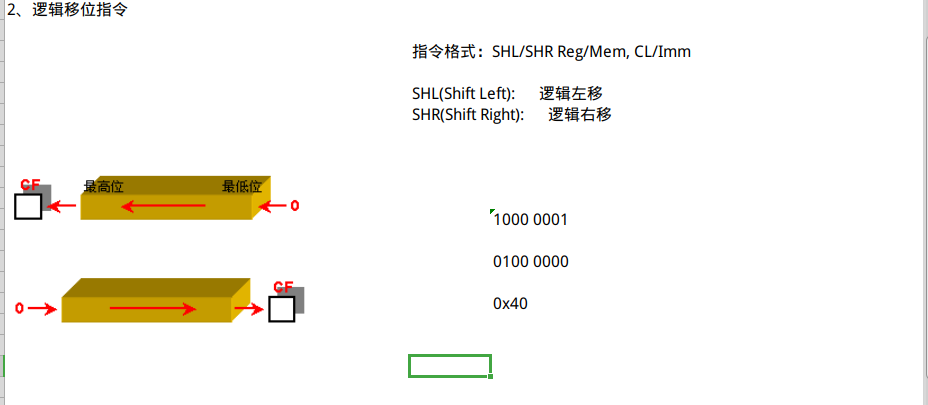 2、逻辑移位指令
指令格式：SHL/SHR Reg/Mem, CL/Imm
SHL(Shift Left): 逻辑左移
SHR(Shift Right): 逻辑右移
CF
最高位
最低位
0
1000 0001
0100 0000
0
CF
0x40